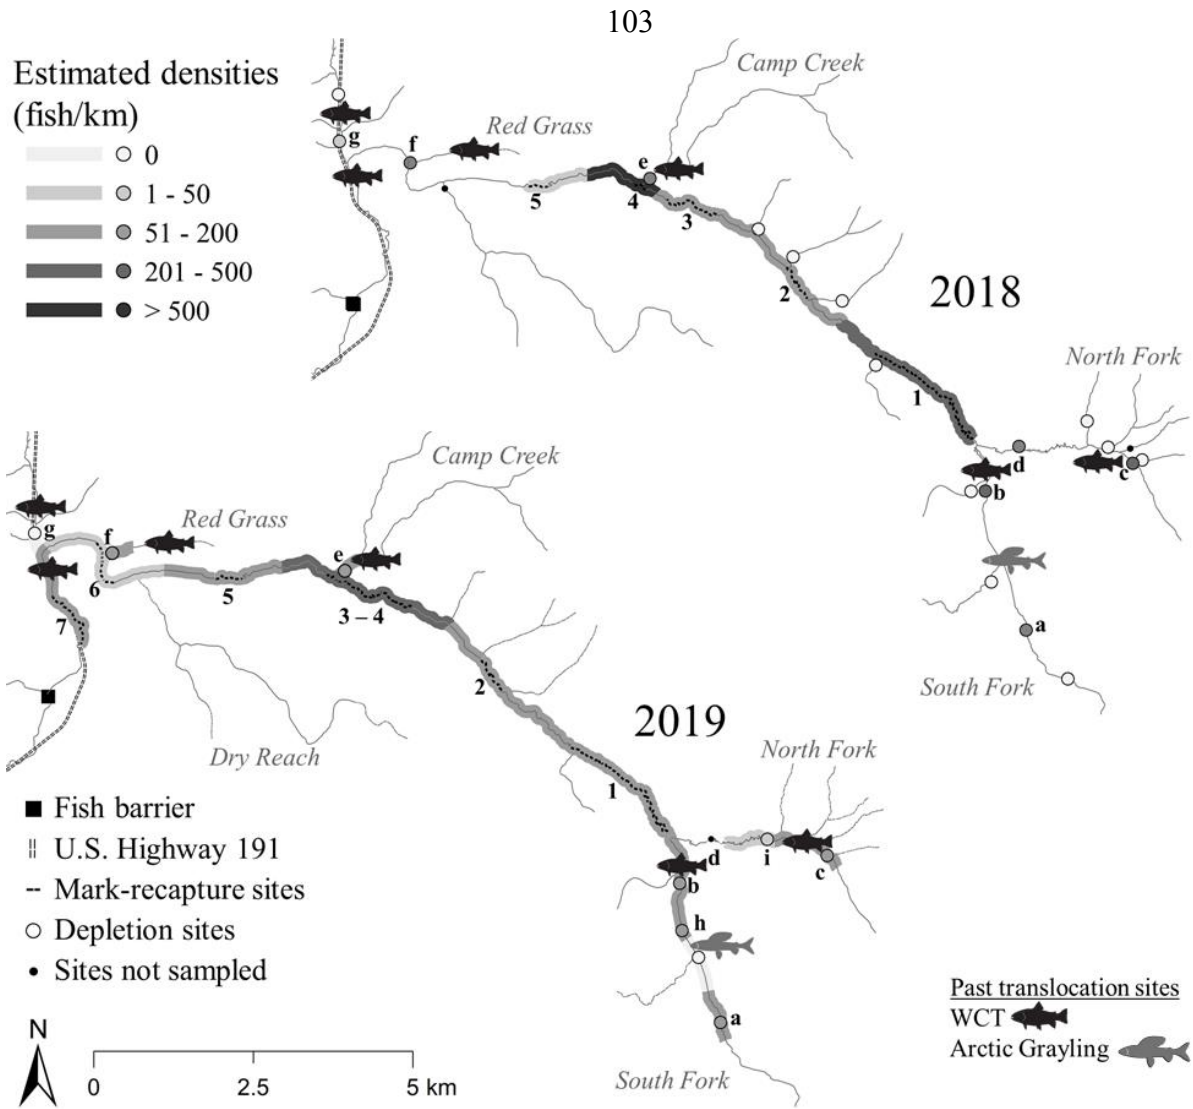 103
Estimated densities
(fish/km)
0
1 - 50
51 - 200
201 - 500
> 500
Camp Creek
Red Grass
g
f
e
5
4
3
2
2018
1
North Fork
d
c
b
a
South Fork
Camp Creek
Red Grass
g
f
e
6
5
3 – 4
7
2
2019
Dry Reach
North Fork
1
d
i
c
b
h
a
South Fork
Fish barrier
U.S. Highway 191
Mark-recapture sites
Depletion sites
Sites not sampled
N
0 2.5 5 km
Past translocation sites
WCT
Arctic Grayling